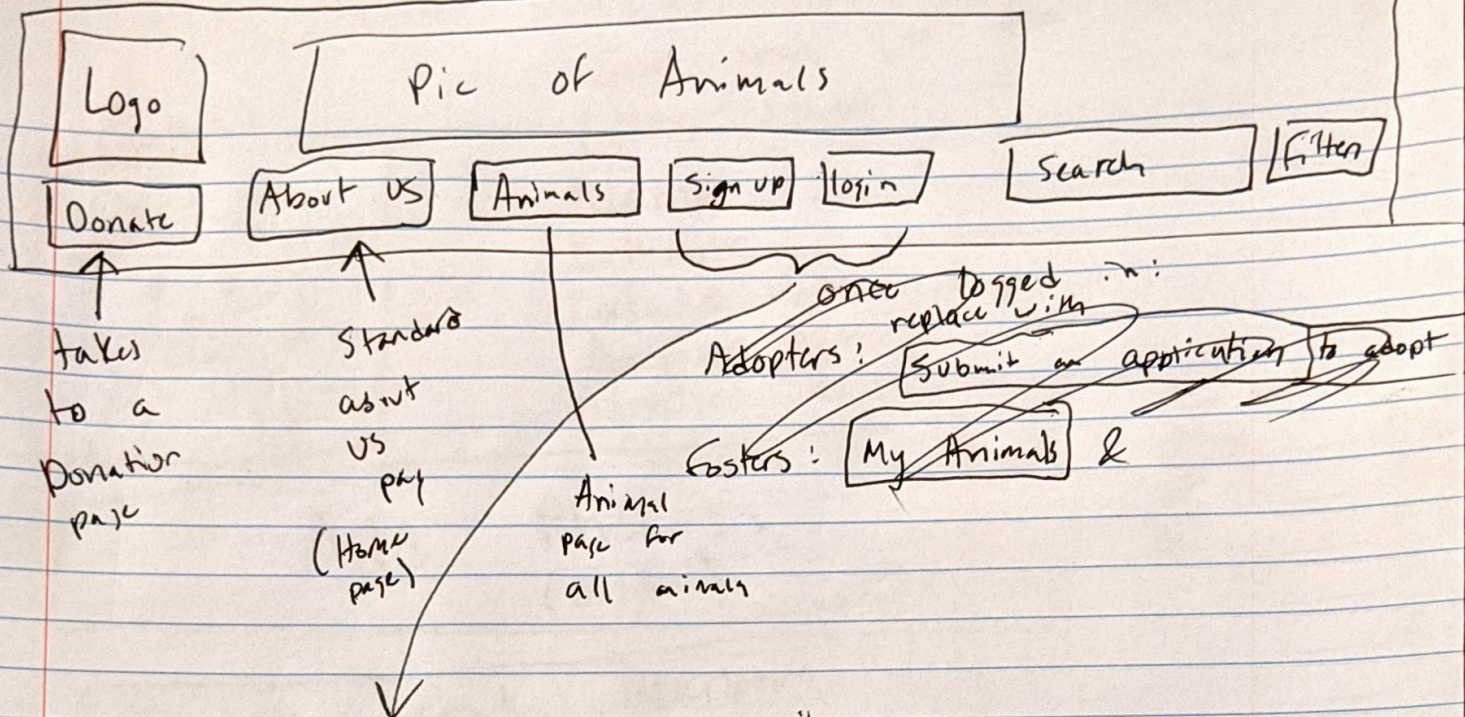 Logo
Pic of Animals
Donate
About US
Animals
Sign up
login
Search
Filter
takes
to a
Donation
page
Standard
about
us
page
(Home
page)
Animal
page for
all animals
once logged in:
replace with
Adopters: Submit an application to adopt
Fosters: My Animals &